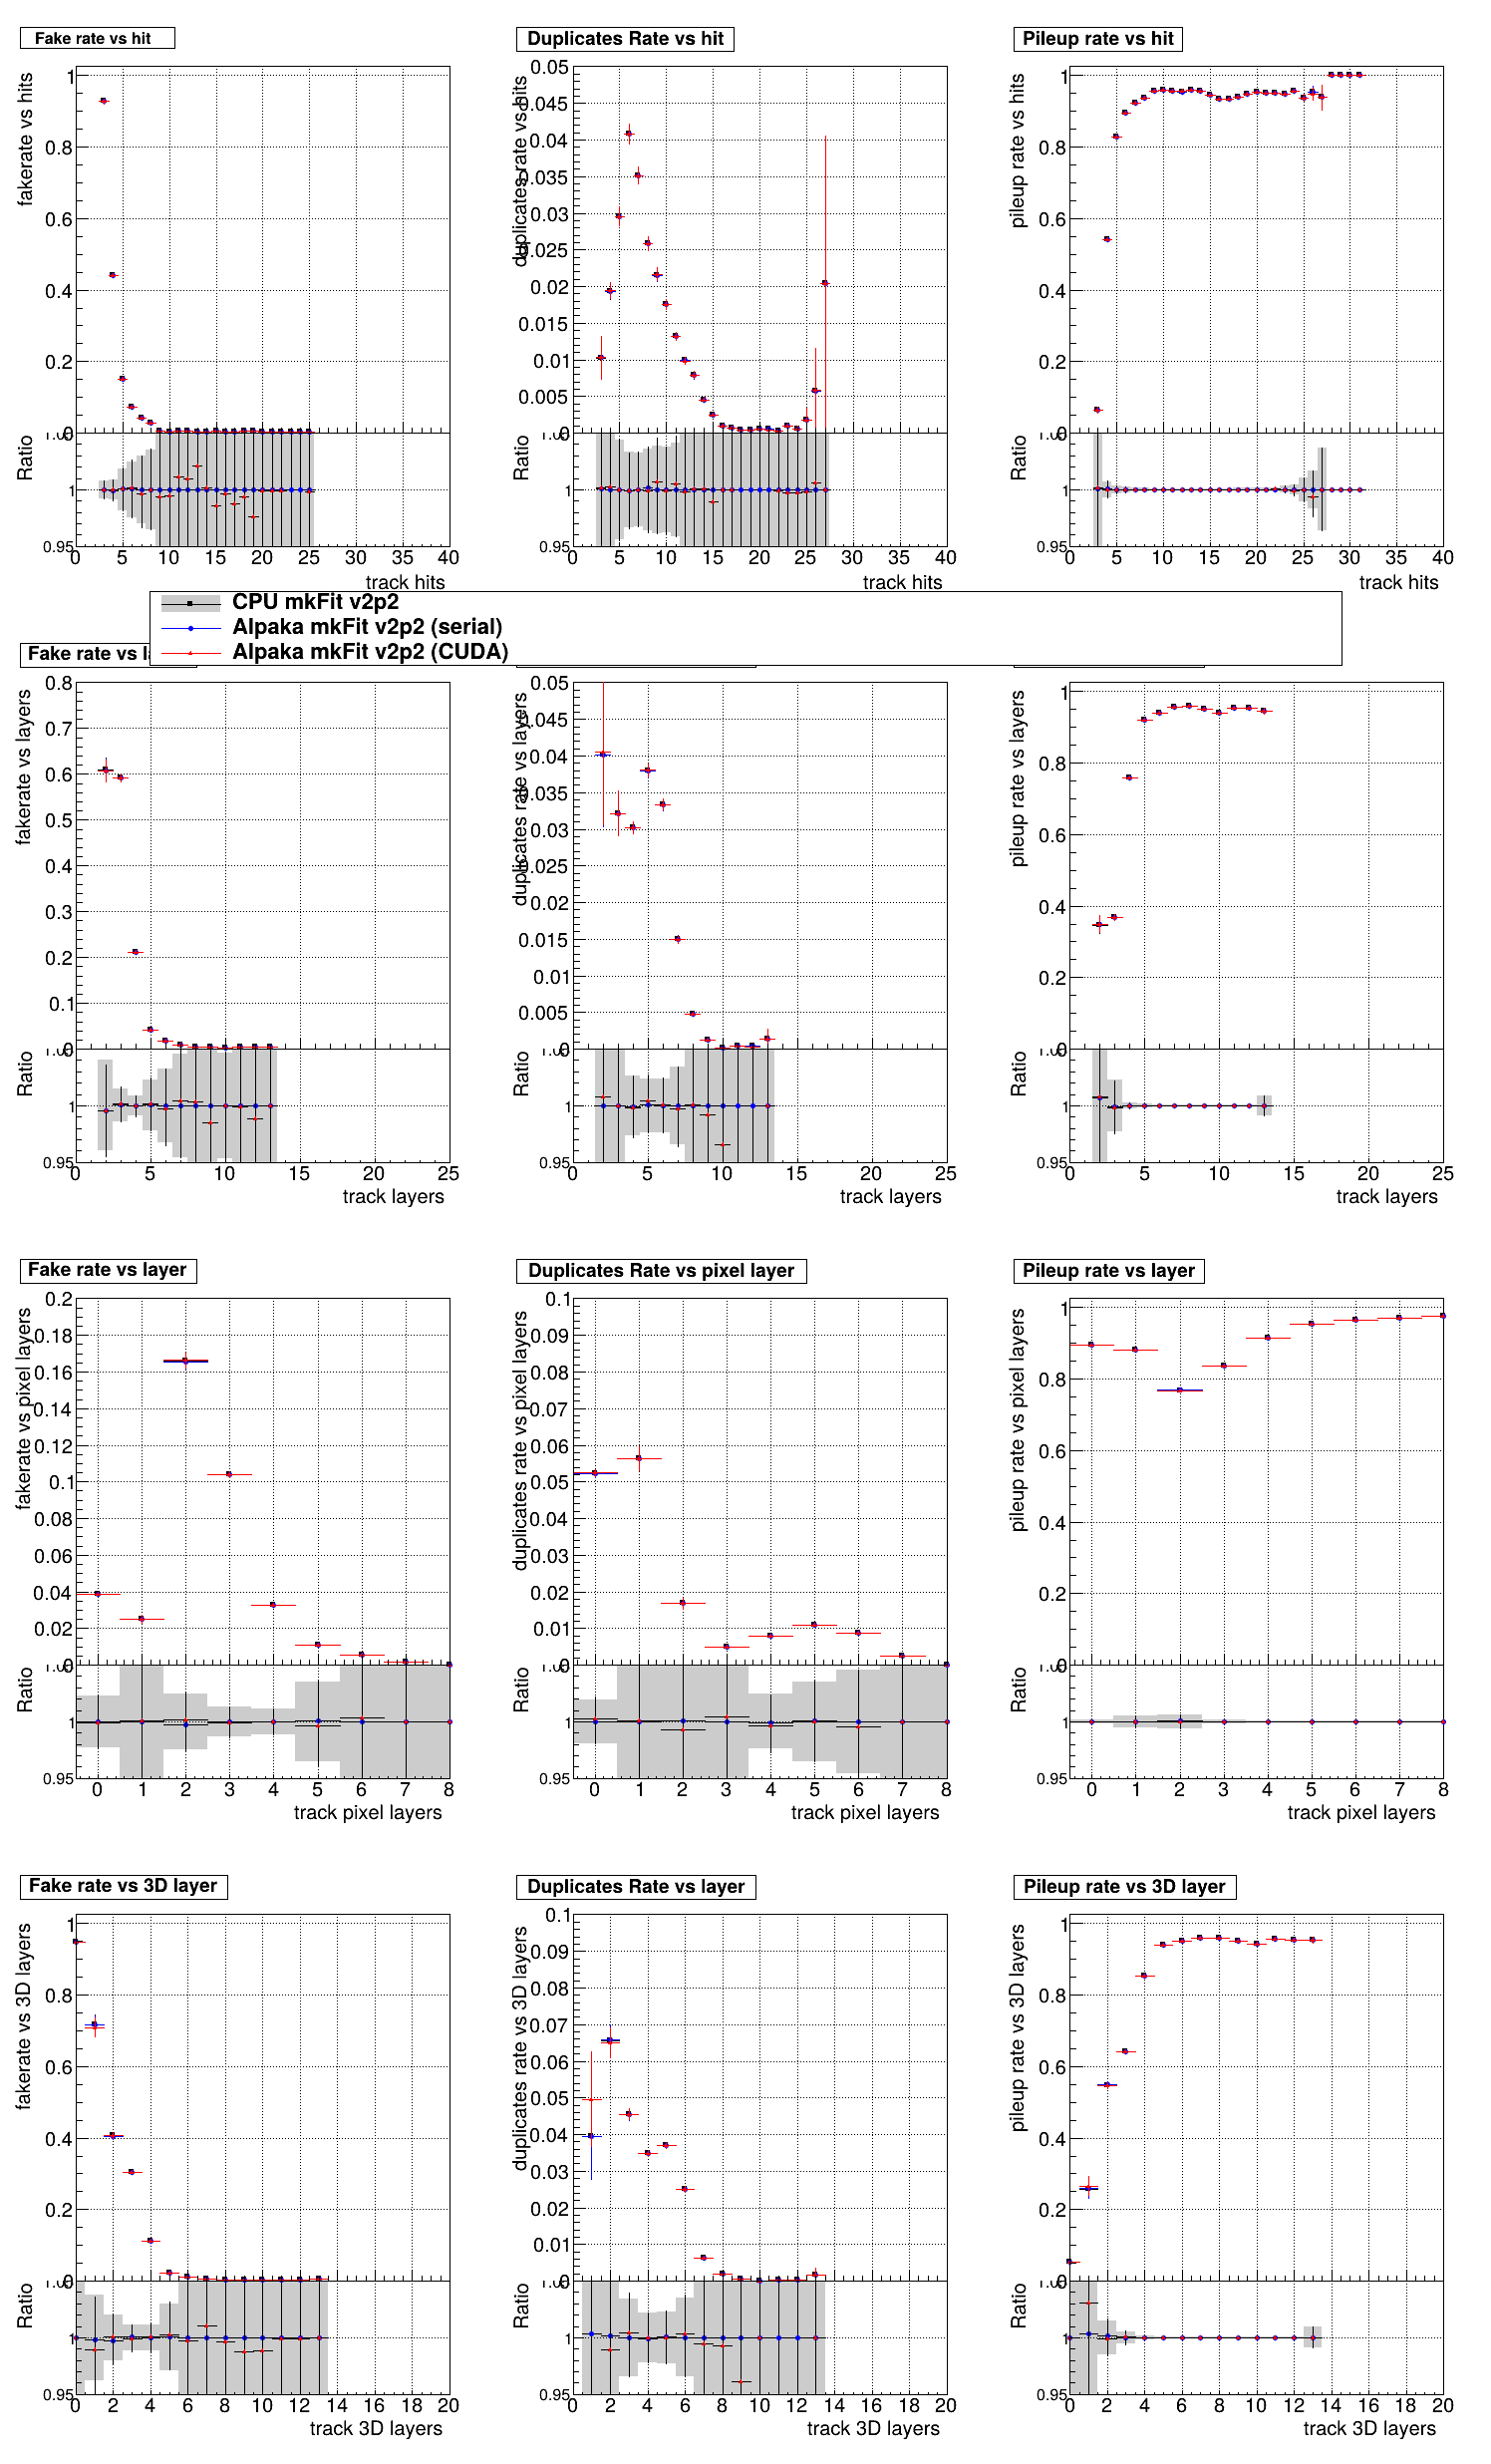 Fake rate vs hit
Duplicates Rate vs hit
Pileup rate vs hit
fakerate vs hits
1
0.8
0.6
0.4
0.2
0
Ratio
1
0.95
0 5 10 15 20 25 30 35 40
track hits
duplicates rate vs hits
0.05
0.045
0.04
0.035
0.03
0.025
0.02
0.015
0.01
0.005
0
Ratio
1
0.95
0 5 10 15 20 25 30 35 40
track hits
pileup rate vs hits
1
0.8
0.6
0.4
0.2
0
Ratio
1
0.95
0 5 10 15 20 25 30 35 40
track hits
CPU mkFit v2p2
Alpaka mkFit v2p2 (serial)
Alpaka mkFit v2p2 (CUDA)
Fake rate vs
fakerate vs layers
0.8
0.7
0.6
0.5
0.4
0.3
0.2
0.1
0
Ratio
1
0.95
0 5 10 15 20 25
track layers
duplicates rate vs layers
0.05
0.045
0.04
0.035
0.03
0.025
0.02
0.015
0.01
0.005
0
Ratio
1
0.95
0 5 10 15 20 25
track layers
pileup rate vs layers
1
0.8
0.6
0.4
0.2
0
Ratio
1
0.95
0 5 10 15 20 25
track layers
Fake rate vs layer
Duplicates Rate vs pixel layer
Pileup rate vs layer
fakerate vs pixel layers
0.2
0.18
0.16
0.14
0.12
0.1
0.08
0.06
0.04
0.02
0
Ratio
1
0.95
0 1 2 3 4 5 6 7 8
track pixel layers
duplicates rate vs pixel layers
0.1
0.09
0.08
0.07
0.06
0.05
0.04
0.03
0.02
0.01
0
Ratio
1
0.95
0 1 2 3 4 5 6 7 8
track pixel layers
pileup rate vs pixel layers
1
0.8
0.6
0.4
0.2
0
Ratio
1
0.95
0 1 2 3 4 5 6 7 8
track pixel layers
Fake rate vs 3D layer
Duplicates Rate vs layer
Pileup rate vs 3D layer
fakerate vs 3D layers
1
0.8
0.6
0.4
0.2
0
Ratio
1
0.95
0 2 4 6 8 10 12 14 16 18 20
track 3D layers
duplicates rate vs 3D layers
0.1
0.09
0.08
0.07
0.06
0.05
0.04
0.03
0.02
0.01
0
Ratio
1
0.95
0 2 4 6 8 10 12 14 16 18 20
track 3D layers
pileup rate vs 3D layers
1
0.8
0.6
0.4
0.2
0
Ratio
1
0.95
0 2 4 6 8 10 12 14 16 18 20
track 3D layers